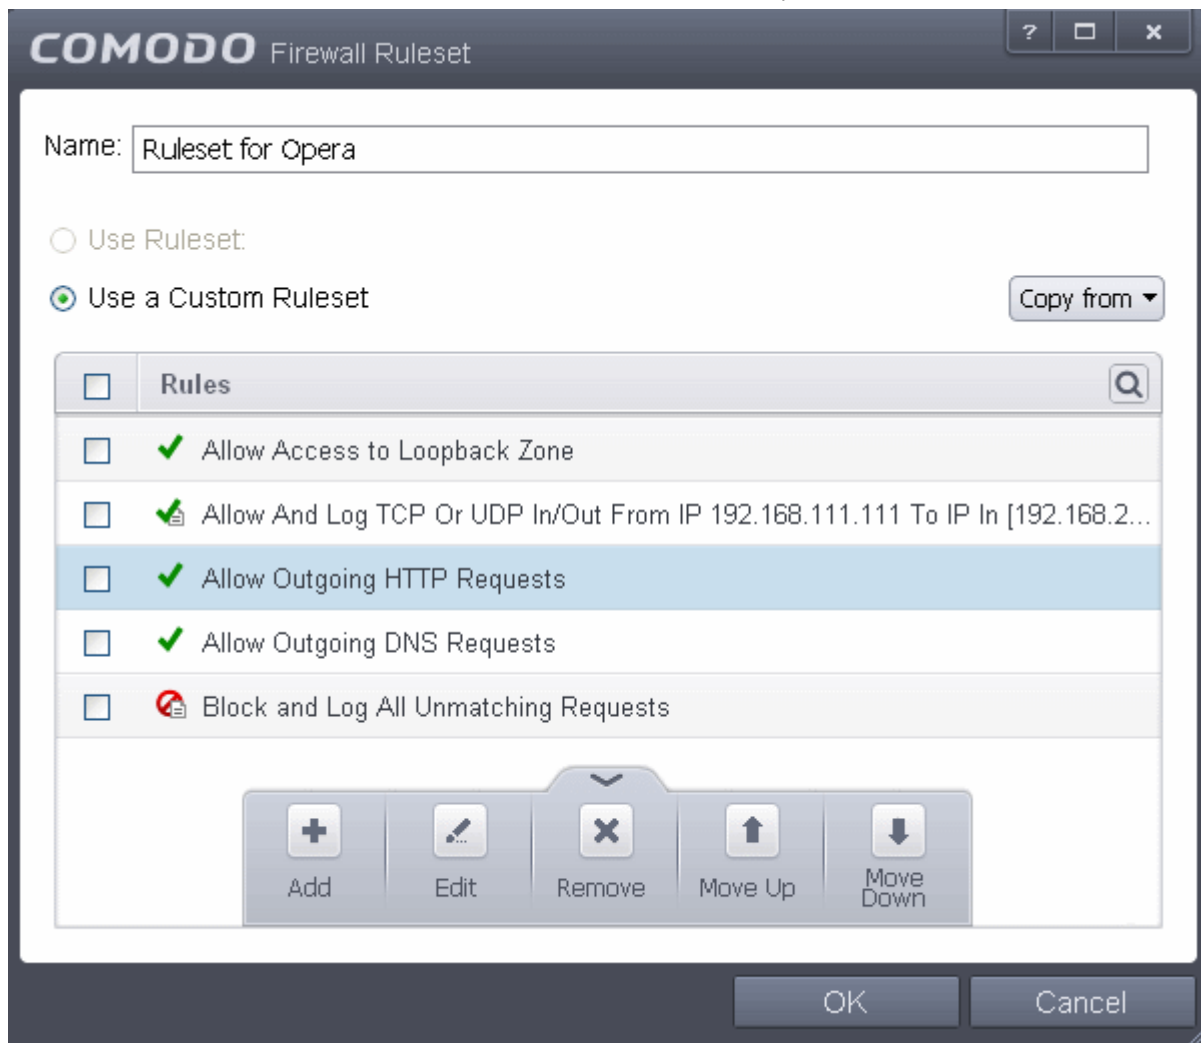 COMODO Firewall Ruleset
?
Name: Ruleset for Opera
Use Ruleset:
Use a Custom Ruleset
Copy from
Rules
Allow Access to Loopback Zone
Allow And Log TCP Or UDP In/Out From IP 192.168.111.111 To IP In [192.168.2...
Allow Outgoing HTTP Requests
Allow Outgoing DNS Requests
Block and Log All Unmatching Requests
Add
Edit
Remove
Move Up
Move
Down
OK
Cancel